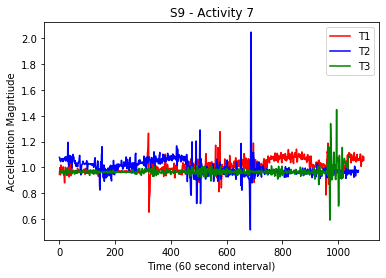 S9 - Activity 7
Acceleration Magntiude
2.0
1.8
1.6
1.4
1.2
1.0
0.8
0.6
T1
T2
T3
0
200
400
600
800
1000
Time (60 second interval)